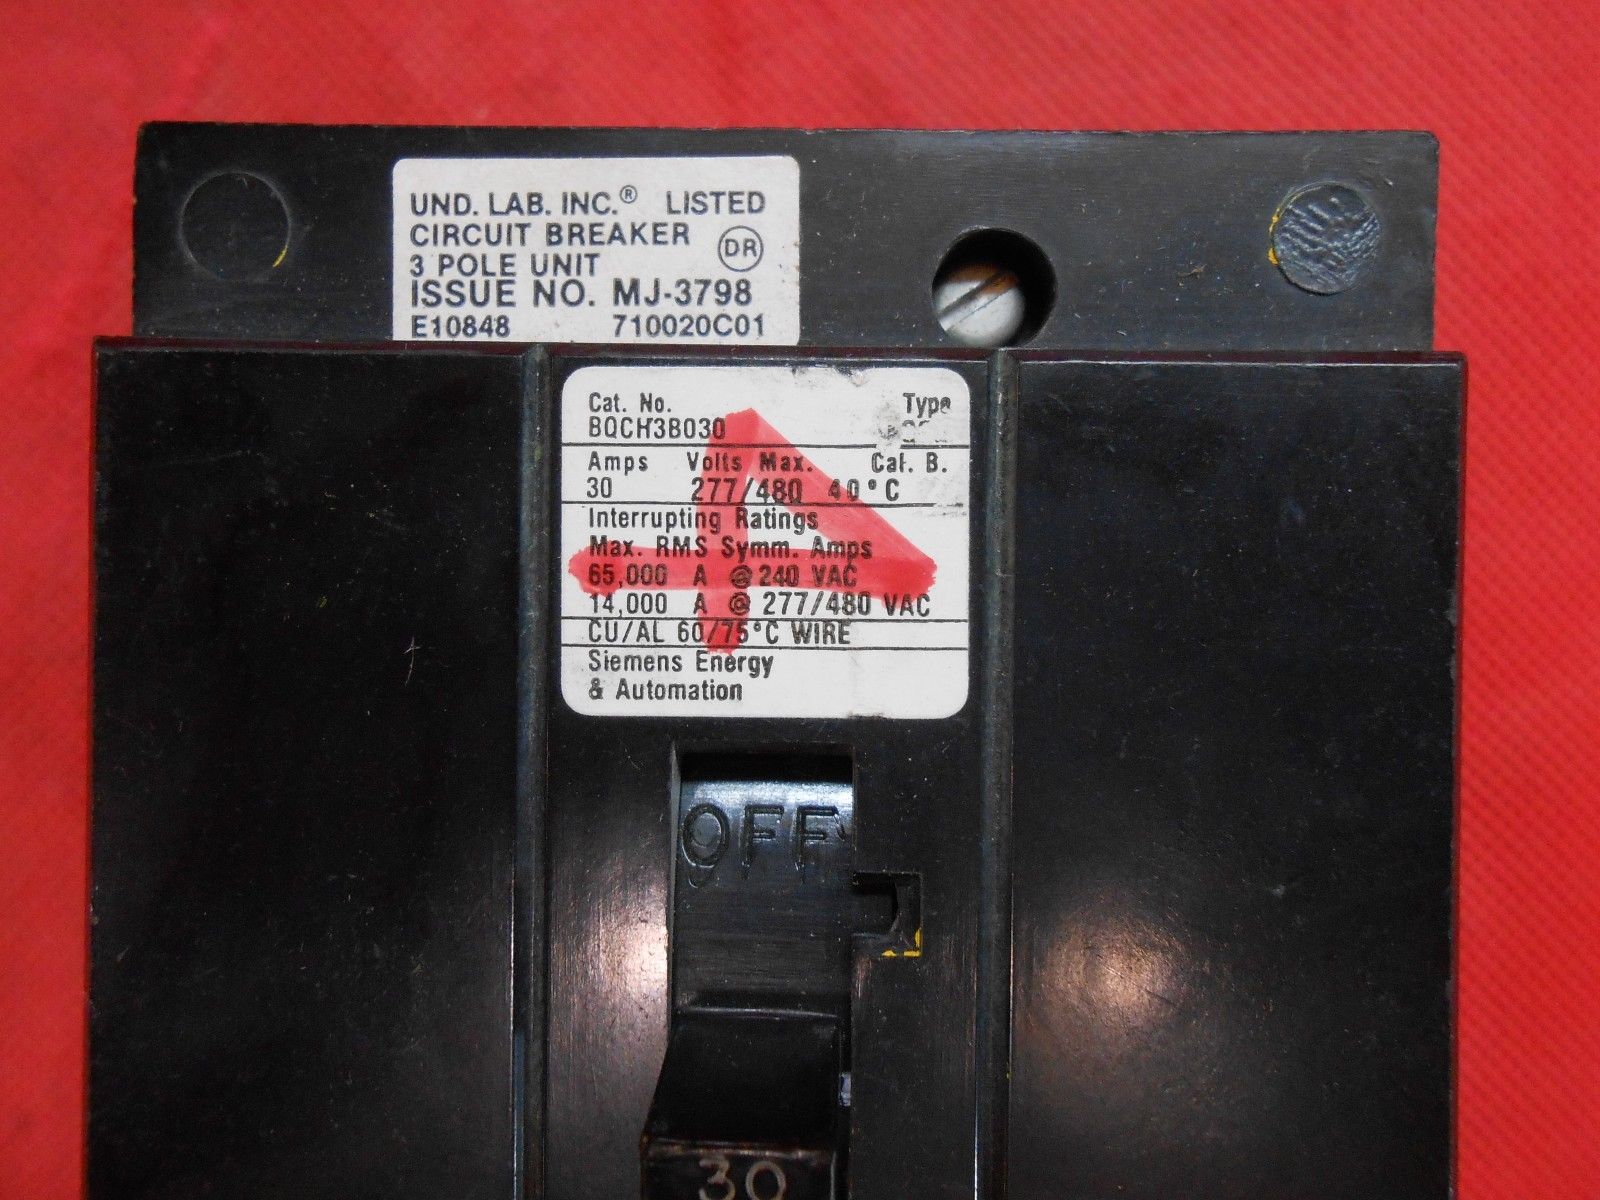 UND. LAB. INC.® LISTED
CIRCUIT BREAKER DR
3 POLE UNIT
ISSUE NO. MJ-3798
E10848 710020C01
Cat. No. Type
BQCH3B030
Amps Volts Max. Cal. B.
30 277/480 40°C
Interrupting Ratings
Max. RMS Symm. Amps
65,000 A @ 240 VAC
14,000 A @ 277/480 VAC
CU/AL 60/75°C WIRE
Siemens Energy
& Automation
4
OFF
30